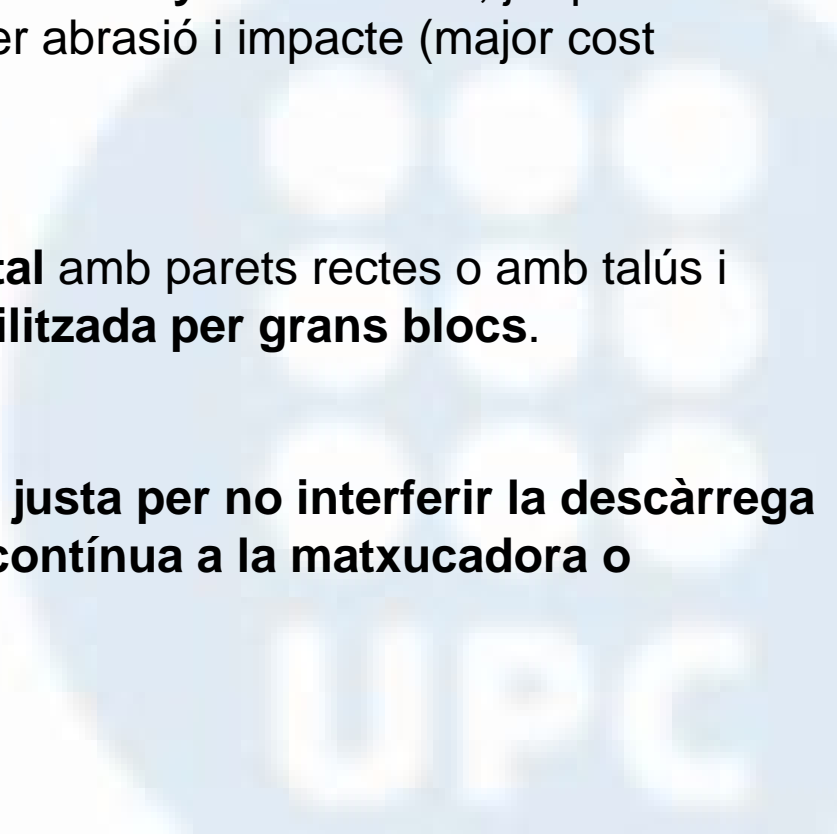 er abrasió i impacte (major cost
tal amb parets rectes o amb talús i
ilitzada per grans blocs.
justa per no interferir la descàrrega
contínua a la matxucadora o
UPC